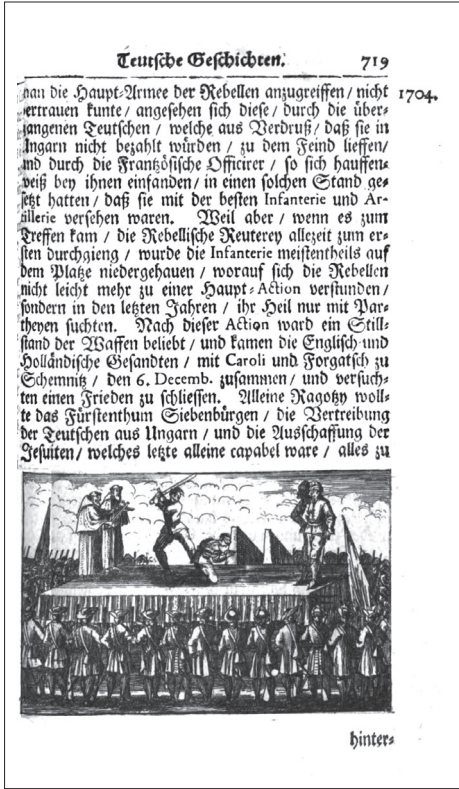 Teutsche Geschichten. 719
man die Haupt-Armee der Rebellen anzugreiffen / nicht 1704.
vertrauen kunte / angesehen sich diese / durch die über-
gangenen Teutschen / welche aus Verdruß / daß sie in
Ungarn nicht bezahlt würden / zu dem Feind lieffen /
und durch die Frantzösische Officirer / so sich hauffen-
weiß bey ihnen einfanden / in einen solchen Stand ge-
setzt hatten / daß sie mit der besten Infanterie und Ar-
tillerie versehen waren. Weil aber / wenn es zum
Treffen kam / die Rebellische Reuterey allezeit zum er-
sten durchgieng / wurde die Infanterie meistentheils auf
dem Platze niedergehauen / worauf sich die Rebellen
nicht leicht mehr zu einer Haupt-Action verstunden /
sondern in den letzten Jahren / ihr Heil nur mit Par-
theyen suchten. Nach dieser Action ward ein Still-
stand der Waffen beliebt / und kamen die Englisch-und
Holländische Gesandten / mit Caroli und Forgatsch zu
Schemnitz / den 6. Decemb. zusammen / und versuch-
ten einen Frieden zu schliessen. Alleine Ragotzy woll-
te das Fürstenthum Siebenbürgen / die Vertreibung
der Teutschen aus Ungarn / und die Ausschaffung der
Jesuiten / welches letzte alleine capabel ware / alles zu
hinter-